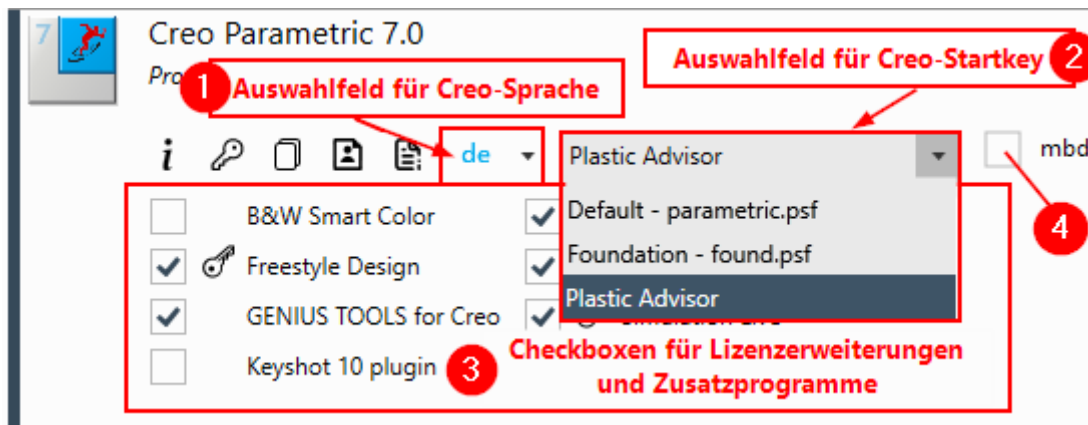 7
Creo Parametric 7.0
Pro
1 Auswahlfeld für Creo-Sprache
Auswahlfeld für Creo-Startkey 2
de
Plastic Advisor
mbd
Default - parametric.psf
Foundation - found.psf
Plastic Advisor
4
B&W Smart Color
Freestyle Design
GENIUS TOOLS for Creo
Keyshot 10 plugin
3 Checkboxen für Lizenzerweiterungen
und Zusatzprogramme